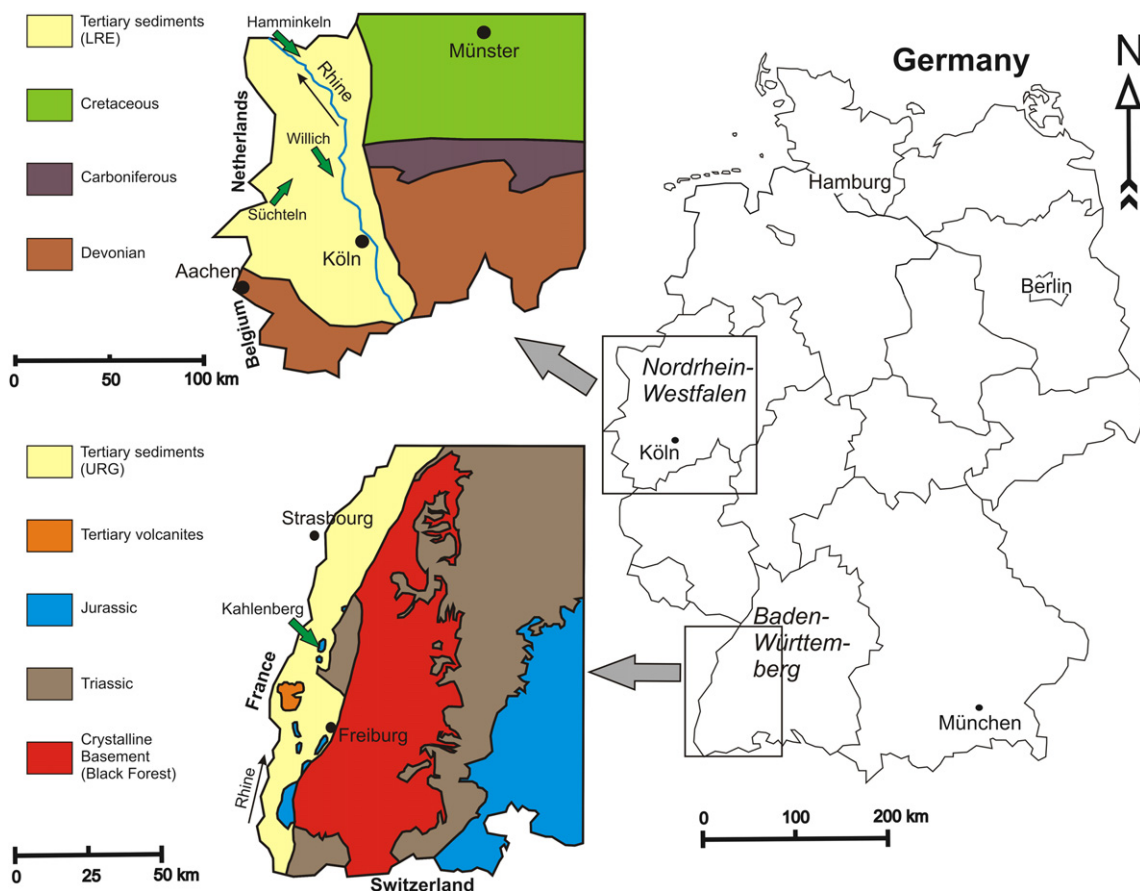 Tertiary sediments
(LRE)
Cretaceous
Carboniferous
Devonian
0 50 100 km
Hamminkeln
Münster
Rhine
Netherlands
Willich
Süchteln
Köln
Aachen
Belgium
Tertiary sediments
(URG)
Tertiary volcanites
Jurassic
Triassic
Crystalline
Basement
(Black Forest)
0 25 50 km
Strasbourg
Kahlenberg
France
Freiburg
Rhine
Switzerland
Germany
N
Hamburg
Berlin
Nordrhein-
Westfalen
Köln
Baden-
Württem-
berg
München
0 100 200 km